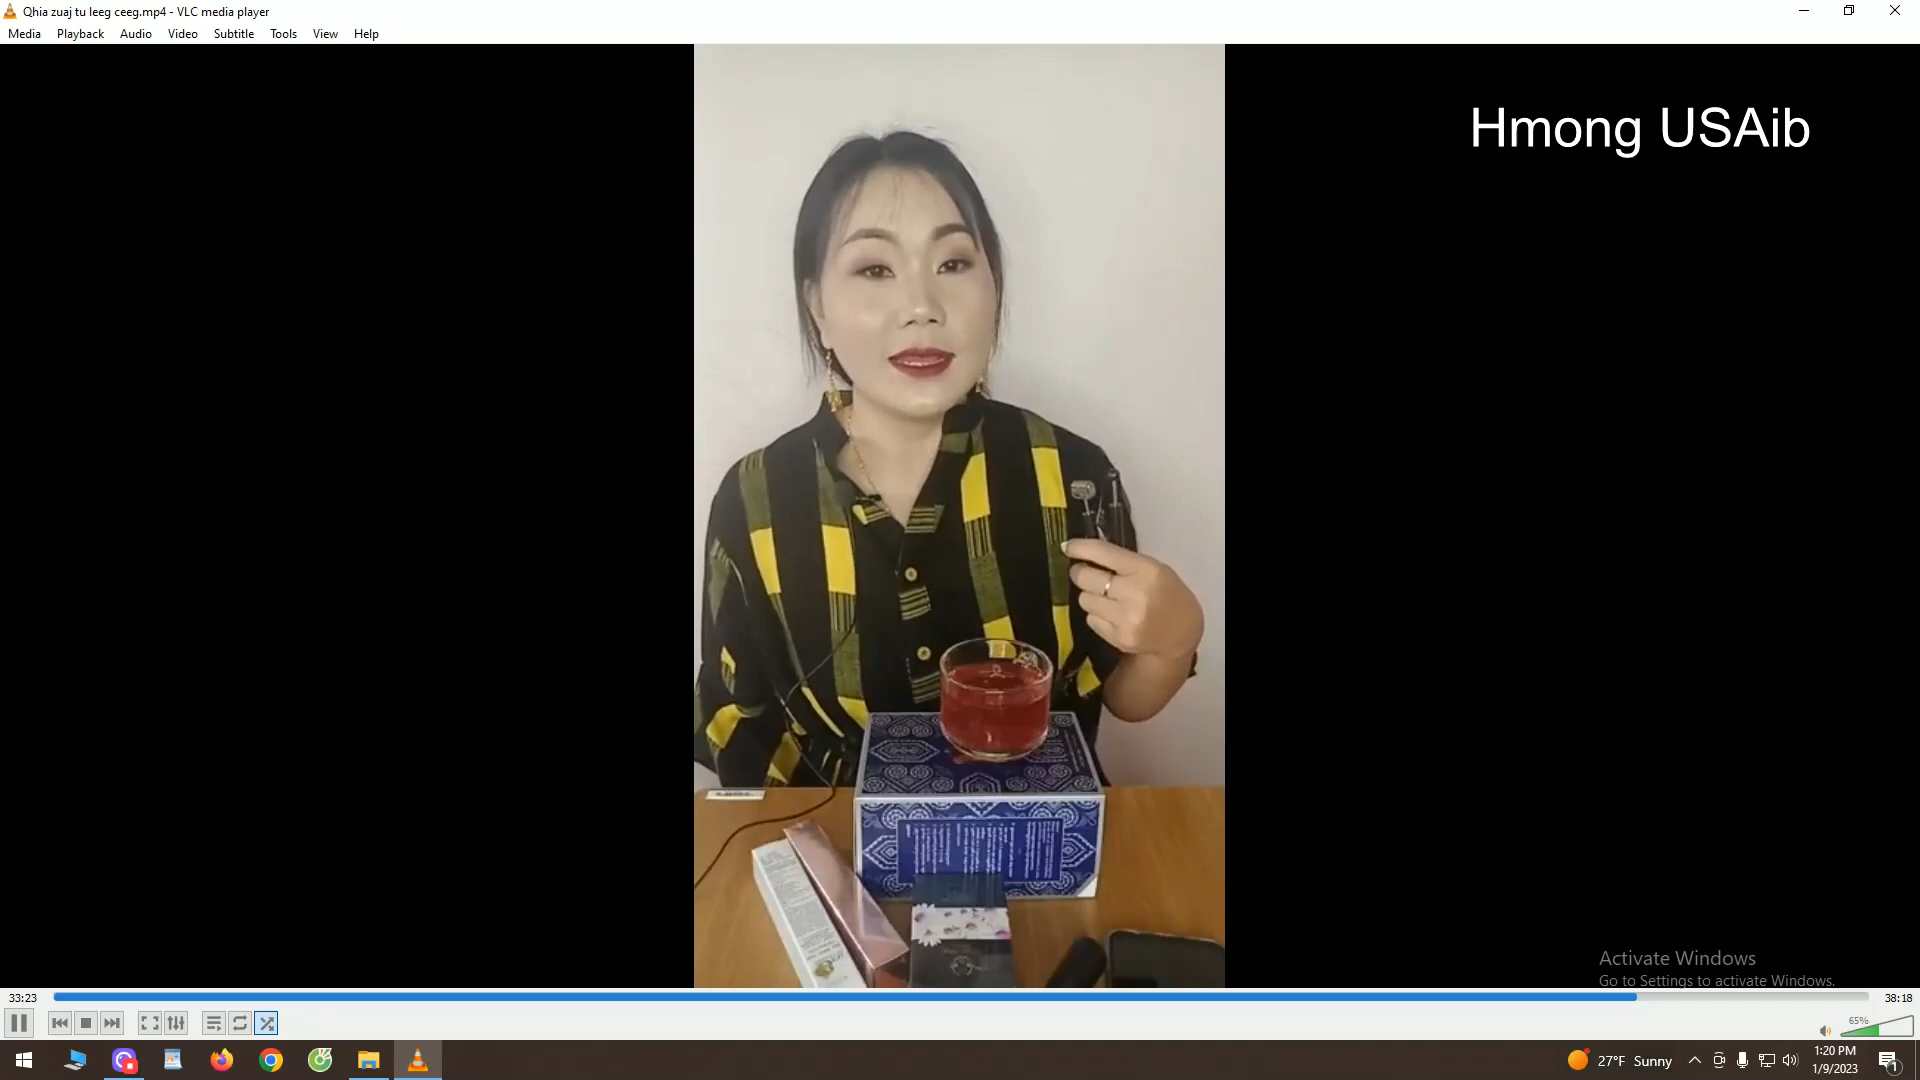 Qhia zuaj tu leeg ceeg.mp4 - VLC media player
Media Playback Audio Video Subtitle Tools View Help
Hmong USAib
Activate Windows
Go to Settings to activate Windows.
33:23
38:18
65%
27°F Sunny
1:20 PM
1/9/2023
1